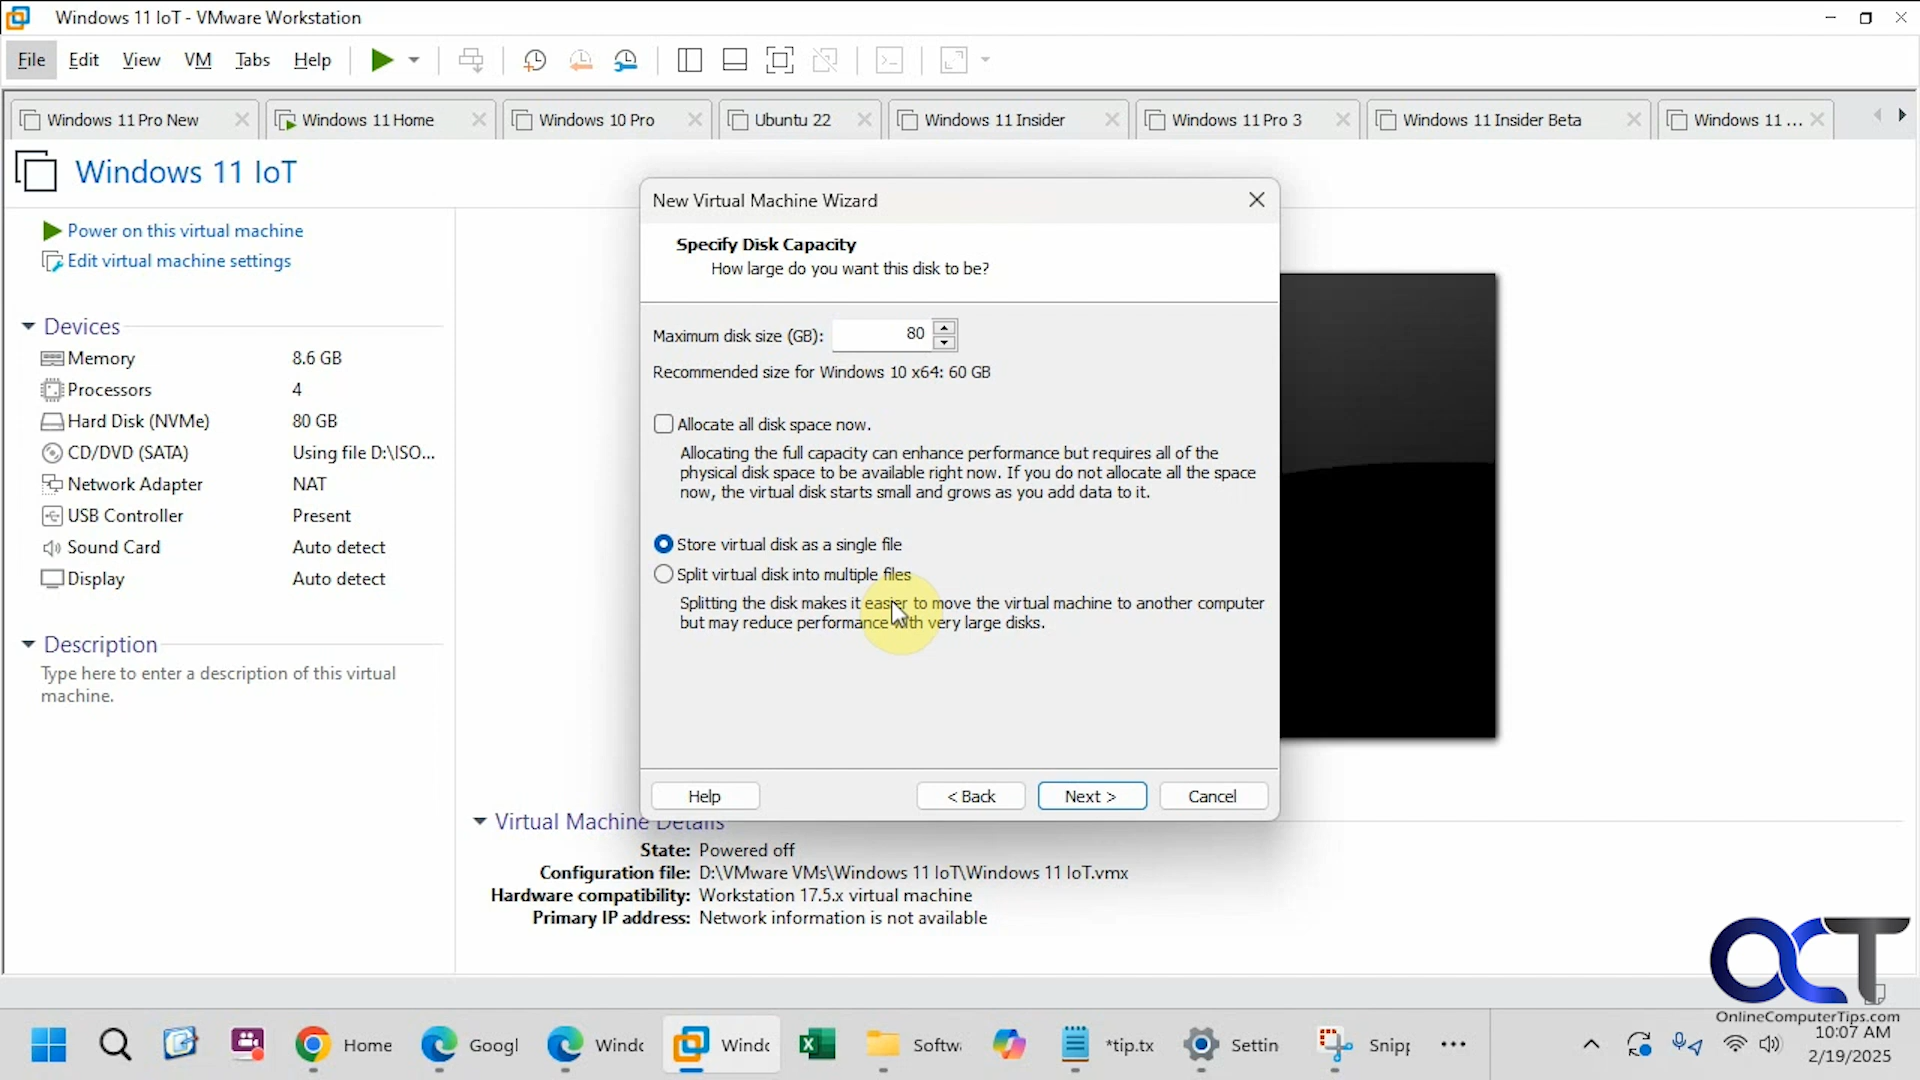 Windows 11 IoT - VMware Workstation
File Edit View VM Tabs Help
Windows 11 Pro New
Windows 11 Home
Windows 10 Pro
Ubuntu 22
Windows 11 Insider
Windows 11 Pro 3
Windows 11 Insider Beta
Windows 11 ...
Windows 11 IoT
Power on this virtual machine
Edit virtual machine settings
Devices
Memory 8.6 GB
Processors 4
Hard Disk (NVMe) 80 GB
CD/DVD (SATA) Using file D:\ISO...
Network Adapter NAT
USB Controller Present
Sound Card Auto detect
Display Auto detect
Description
Type here to enter a description of this virtual
machine.
New Virtual Machine Wizard
Specify Disk Capacity
How large do you want this disk to be?
Maximum disk size (GB): 80
Recommended size for Windows 10 x64: 60 GB
Allocate all disk space now.
Allocating the full capacity can enhance performance but requires all of the
physical disk space to be available right now. If you do not allocate all the space
now, the virtual disk starts small and grows as you add data to it.
Store virtual disk as a single file
Split virtual disk into multiple files
Splitting the disk makes it easier to move the virtual machine to another computer
but may reduce performance with very large disks.
Help < Back Next > Cancel
Virtual Machine Details
State: Powered off
Configuration file: D:\VMware VMs\Windows 11 IoT\Windows 11 IoT.vmx
Hardware compatibility: Workstation 17.5.x virtual machine
Primary IP address: Network information is not available
OCT
OnlineComputerTips.com
Home Googl Windc Windc Softw *tip.tx Settin Snip
10:07 AM
2/19/2025